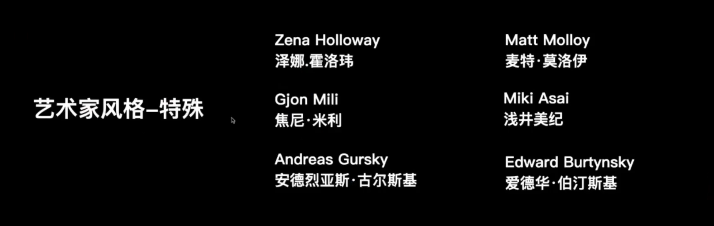 艺术家风格-特殊
Zena Holloway
泽娜.霍洛玮
Matt Molloy
麦特·莫洛伊
Gjon Mili
焦尼·米利
Miki Asai
浅井美纪
Andreas Gursky
安德烈亚斯·古尔斯基
Edward Burtynsky
爱德华·伯汀斯基